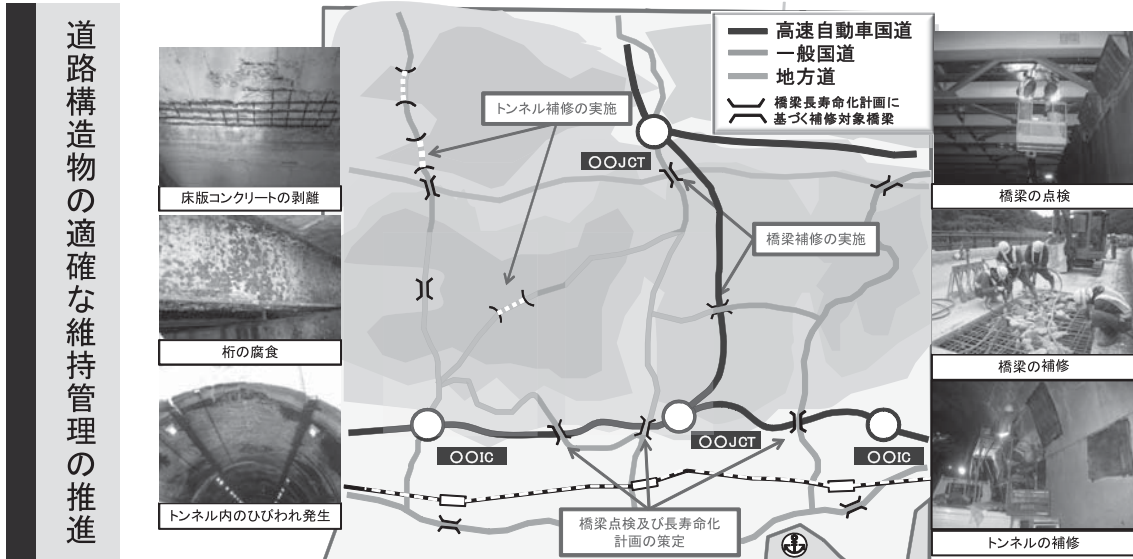 道路構造物の適確な維持管理の推進
床版コンクリートの剥離
桁の腐食
トンネル内のひびわれ発生
トンネル補修の実施
高速自動車国道
一般国道
地方道
橋梁長寿命化計画に
基づく補修対象橋梁
〇〇JCT
橋梁補修の実施
〇〇IC
〇〇JCT
〇〇IC
橋梁点検及び長寿命化
計画の策定
橋梁の点検
橋梁の補修
トンネルの補修